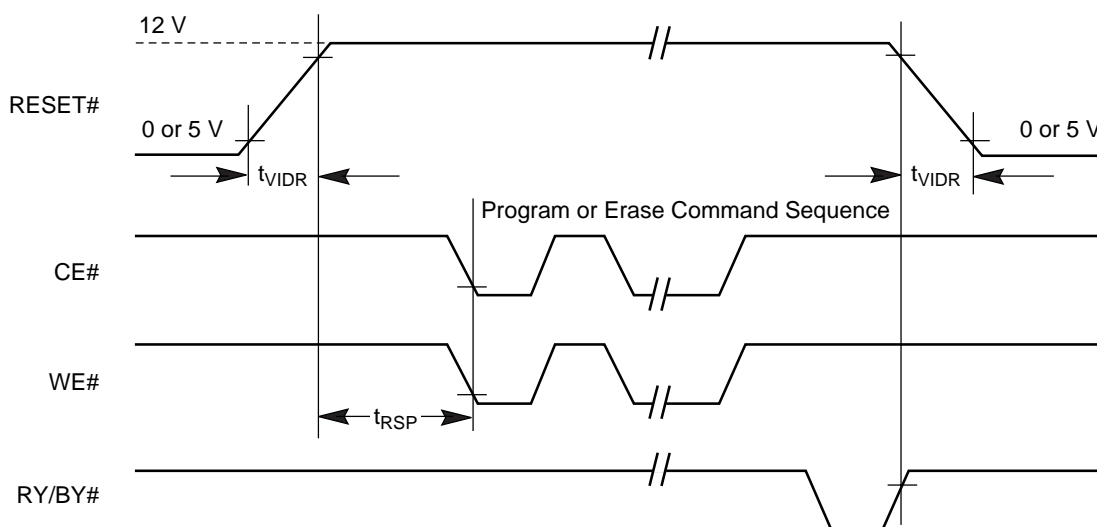 12 V
RESET#
0 or 5 V
0 or 5 V
tVIDR
tVIDR
Program or Erase Command Sequence
CE#
WE#
tRSP
RY/BY#